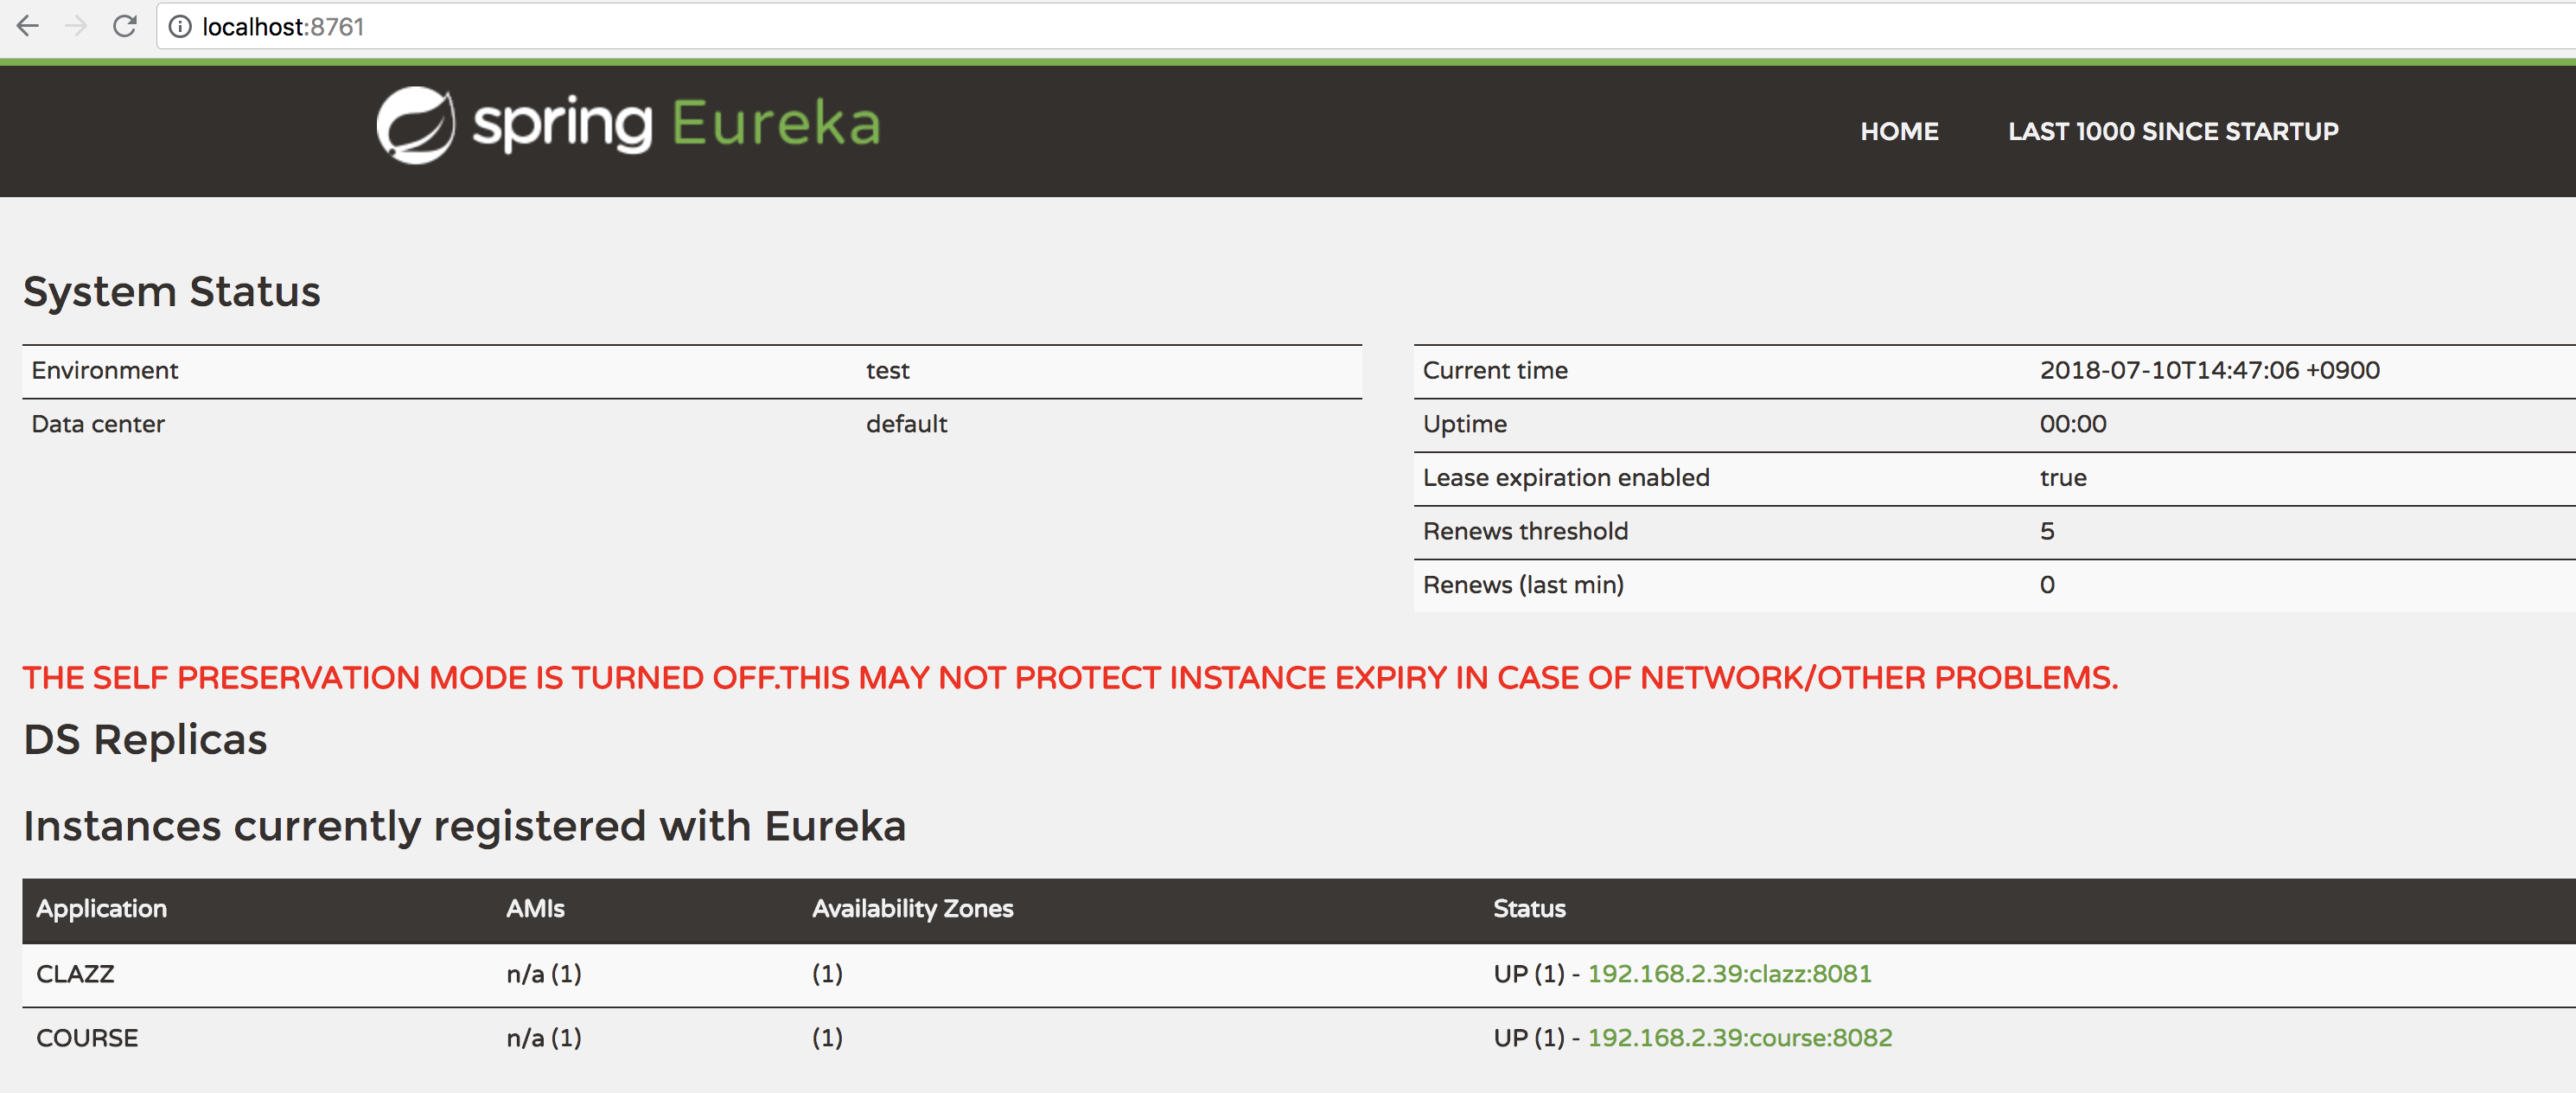 localhost:8761
spring Eureka
HOME LAST 1000 SINCE STARTUP
System Status
Environment test
Data center default
Current time 2018-07-10T14:47:06 +0900
Uptime 00:00
Lease expiration enabled true
Renews threshold 5
Renews (last min) 0
THE SELF PRESERVATION MODE IS TURNED OFF.THIS MAY NOT PROTECT INSTANCE EXPIRY IN CASE OF NETWORK/OTHER PROBLEMS.
DS Replicas
Instances currently registered with Eureka
Application AMIs Availability Zones Status
CLAZZ n/a (1) (1) UP (1) - 192.168.2.39:clazz:8081
COURSE n/a (1) (1) UP (1) - 192.168.2.39:course:8082